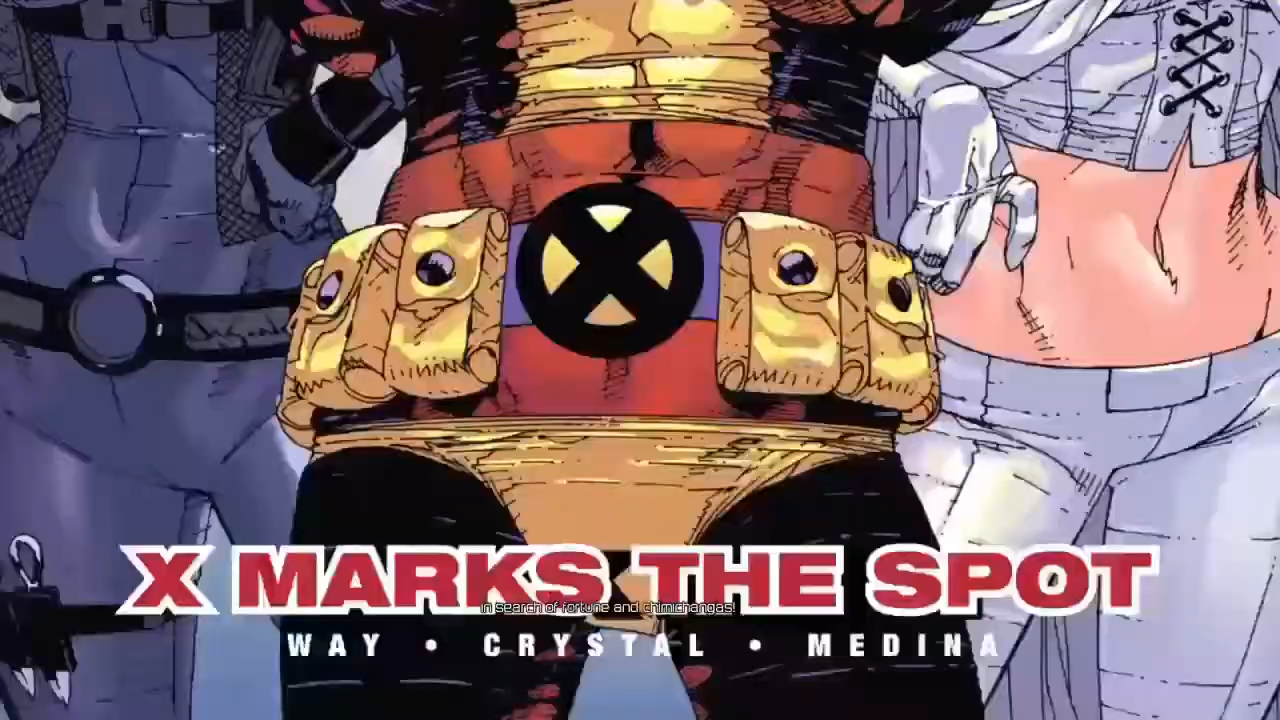 X MARKS THE SPOT
in search of fortune and chimichangas!
WAY • CRYSTAL • MEDINA